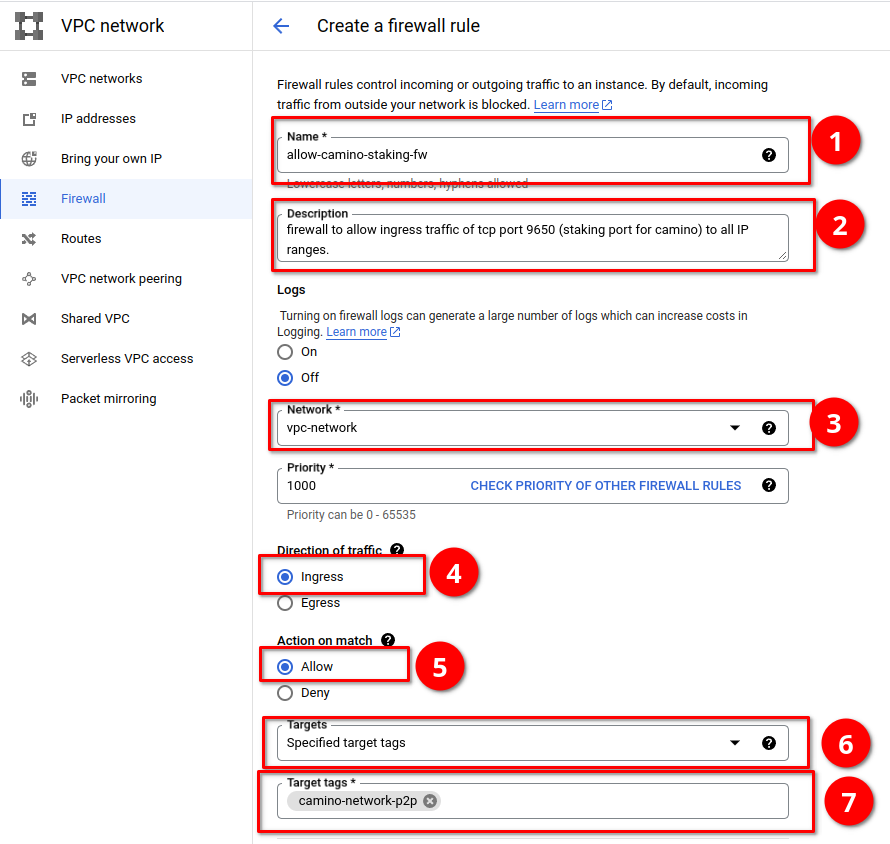 VPC network
Create a firewall rule
VPC networks
IP addresses
Bring your own IP
Firewall
Routes
VPC network peering
Shared VPC
Serverless VPC access
Packet mirroring
Firewall rules control incoming or outgoing traffic to an instance. By default, incoming
traffic from outside your network is blocked. Learn more
Name *
allow-camino-staking-fw
1
Lowercase letters, numbers, hyphens allowed
Description
firewall to allow ingress traffic of tcp port 9650 (staking port for camino) to all IP
ranges.
2
Logs
Turning on firewall logs can generate a large number of logs which can increase costs in
Logging. Learn more
On
Off
Network *
vpc-network
3
Priority *
1000 CHECK PRIORITY OF OTHER FIREWALL RULES
Priority can be 0 - 65535
Direction of traffic
Ingress
4
Egress
Action on match
Allow
5
Deny
Targets
Specified target tags
6
Target tags *
camino-network-p2p
7